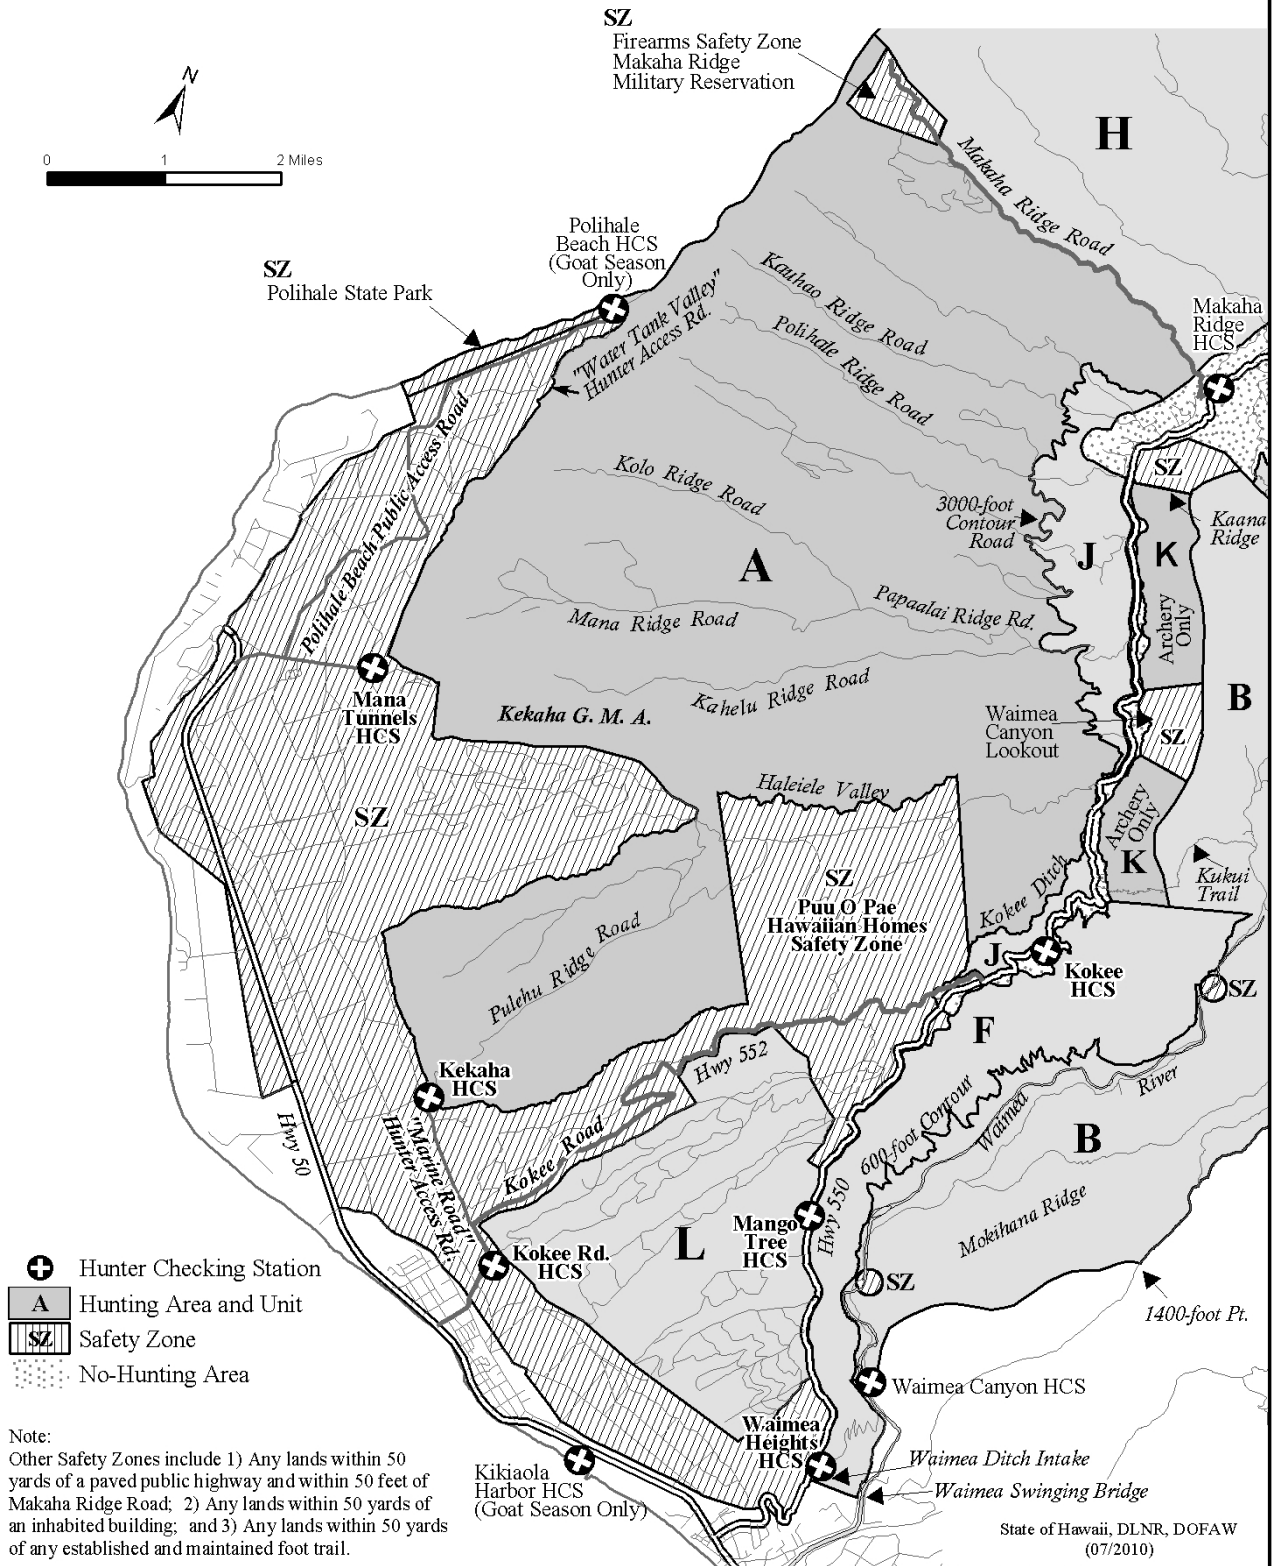 SZ
Firearms Safety Zone
Makaha Ridge
Military Reservation
N
0 1 2 Miles
H
Makaha Ridge Road
Polihale
Beach HCS
(Goat Season
Only)
SZ
Polihale State Park
"Water Tank Valley"
Hunter Access Rd.
Kauhao Ridge Road
Polihale Ridge Road
Makaha
Ridge
HCS
Polihale Beach Public Access Road
Kolo Ridge Road
3000-foot
Contour
Road
SZ
Kaana
Ridge
A
J
K
Archery
Only
Papaalai Ridge Rd.
Mana Ridge Road
Mana
Tunnels
HCS
Kahelu Ridge Road
Kekaha G. M. A.
Waimea
Canyon
Lookout
SZ
B
Haleiele Valley
SZ
Archery
Only
K
Kukui
Trail
SZ
Puu O Pae
Hawaiian Homes
Safety Zone
Kokee Ditch
J
Kokee
HCS
SZ
Pulehu Ridge Road
F
Hwy 552
Kekaha
HCS
600-foot Contour
Waimea River
Hwy 50
"Marine Road"
Hunter Access Rd.
Kokee Road
B
Mokihana Ridge
Hwy 550
Mango
Tree
HCS
L
Kokee Rd.
HCS
SZ
1400-foot Pt.
Hunter Checking Station
A Hunting Area and Unit
SZ Safety Zone
No-Hunting Area
Waimea Canyon HCS
Waimea
Heights
HCS
Waimea Ditch Intake
Waimea Swinging Bridge
Kikiaola
Harbor HCS
(Goat Season Only)
Note:
Other Safety Zones include 1) Any lands within 50
yards of a paved public highway and within 50 feet of
Makaha Ridge Road; 2) Any lands within 50 yards of
an inhabited building; and 3) Any lands within 50 yards
of any established and maintained foot trail.
State of Hawaii, DLNR, DOFAW
(07/2010)